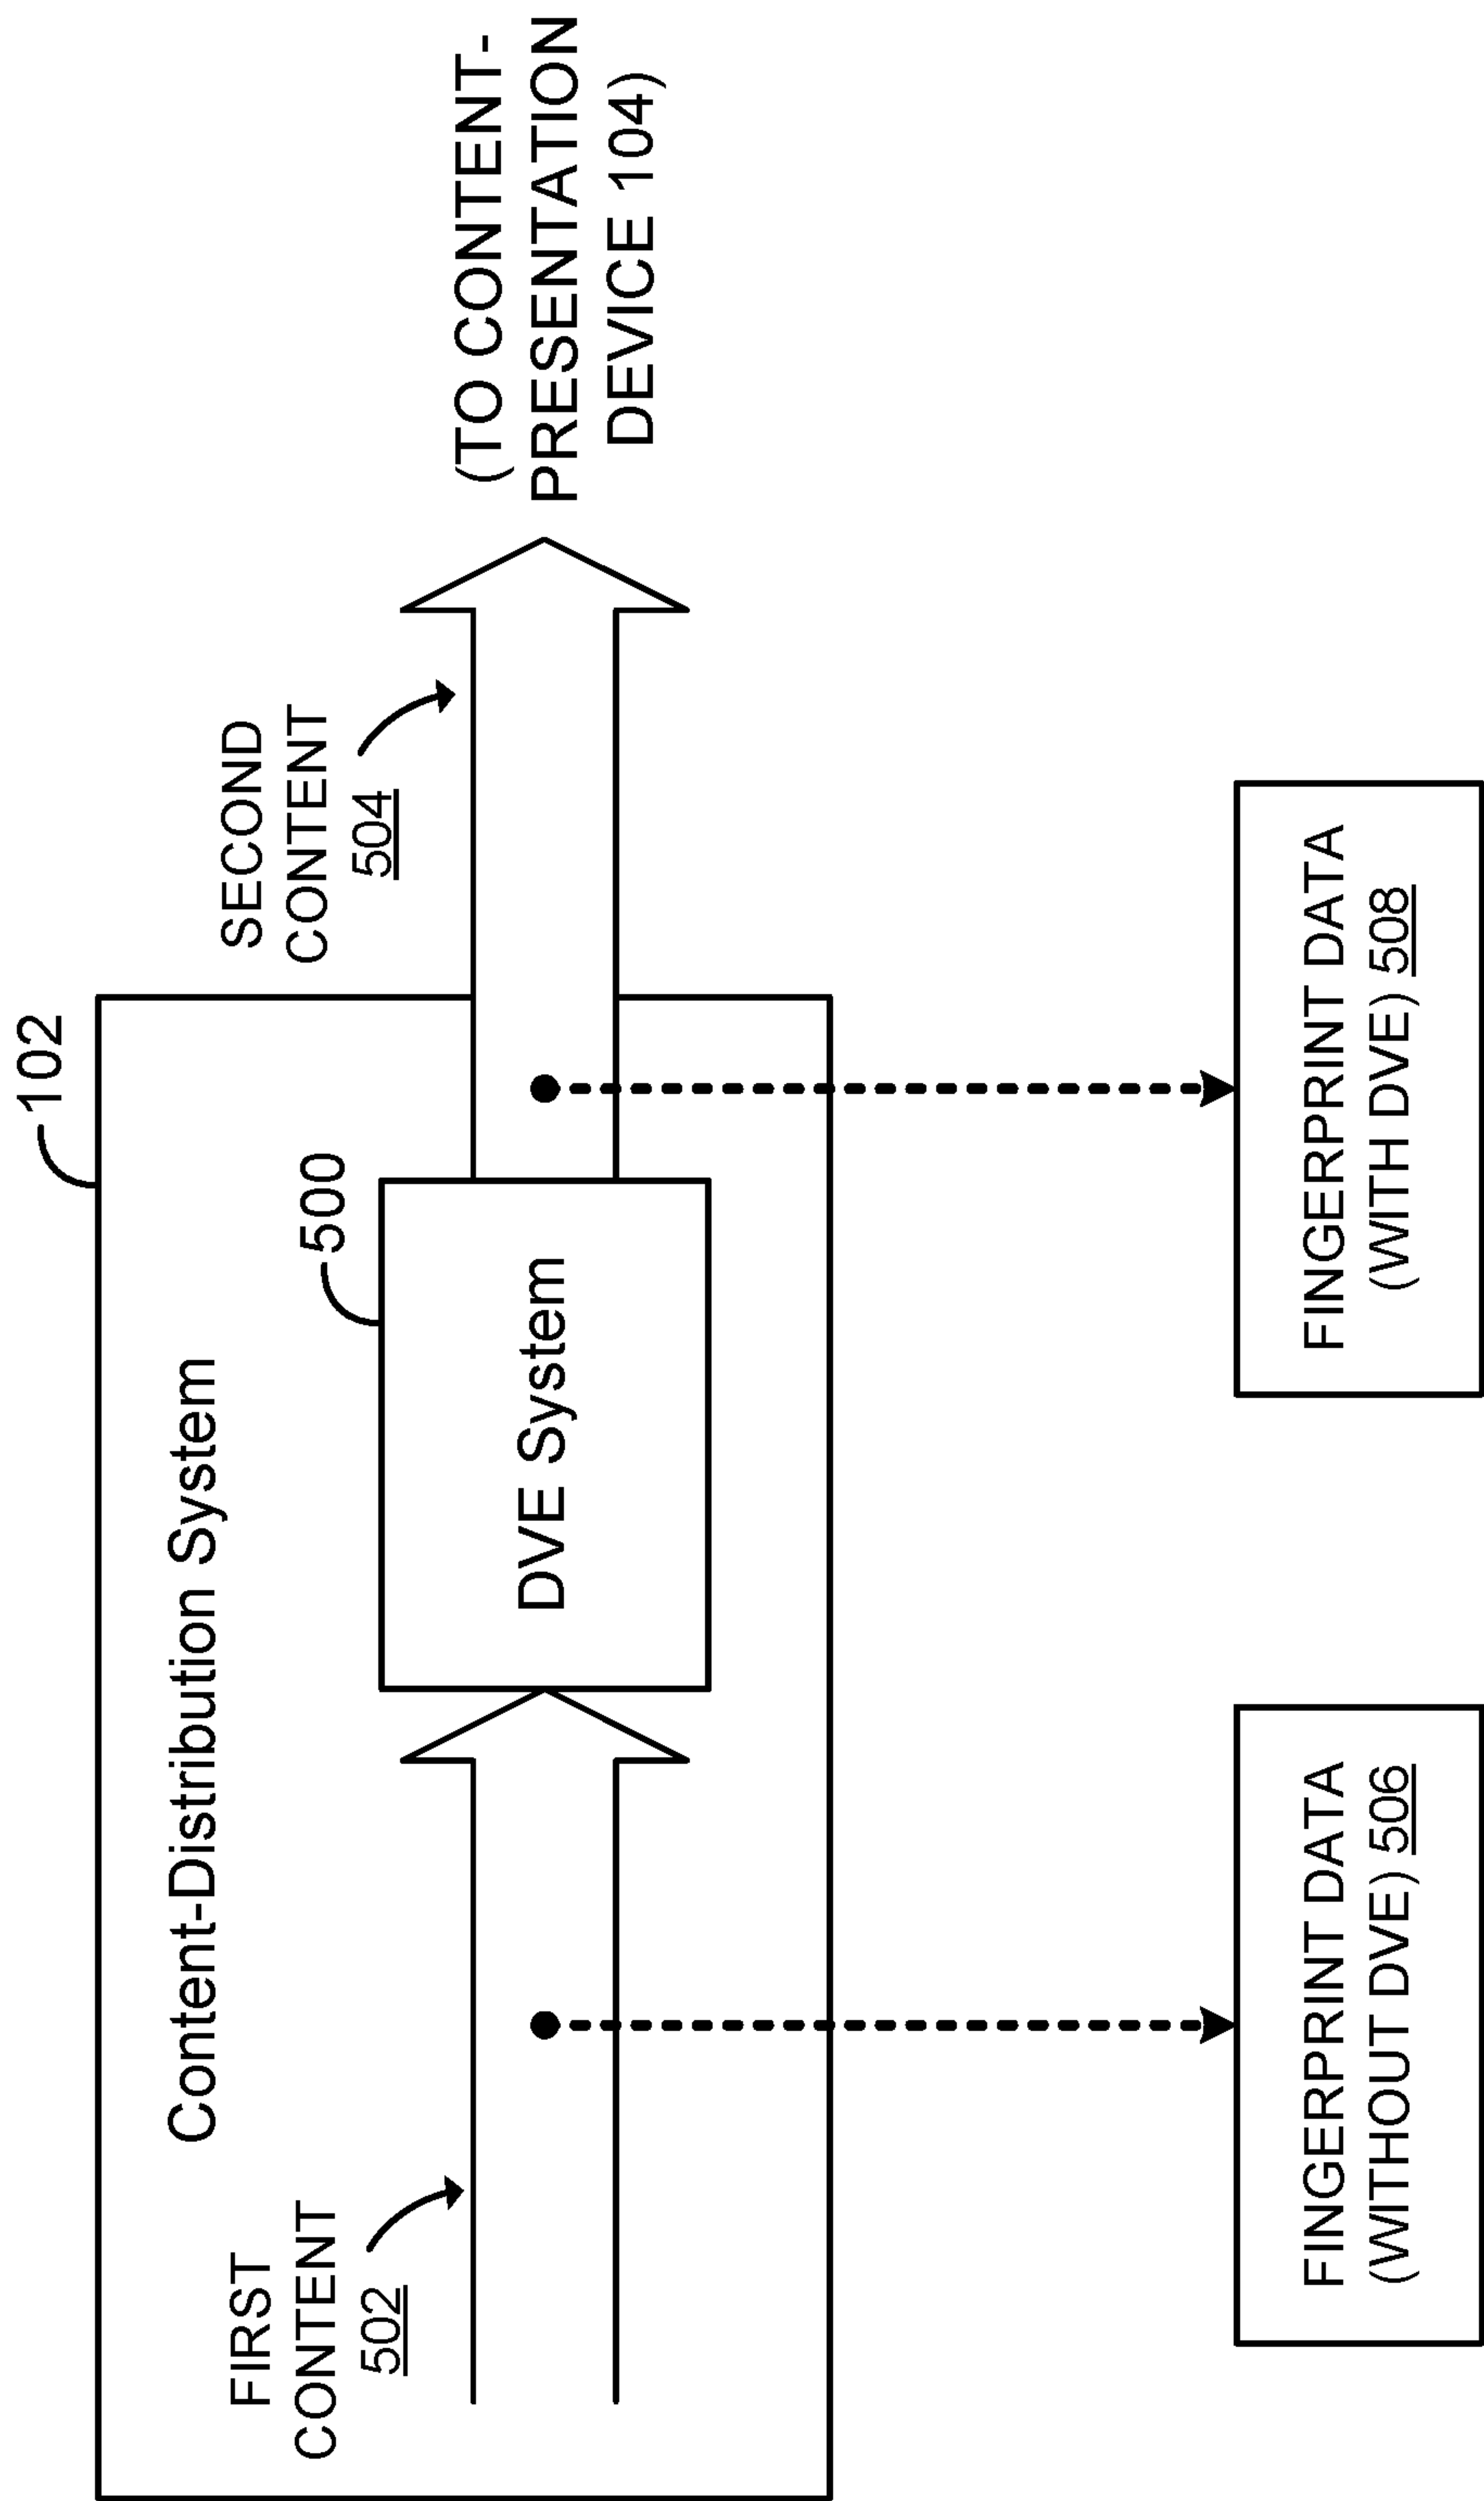 102
Content-Distribution System
FIRST
CONTENT
502
500
DVE System
SECOND
CONTENT
504
(TO CONTENT-
PRESENTATION
DEVICE 104)
FINGERPRINT DATA
(WITHOUT DVE) 506
FINGERPRINT DATA
(WITH DVE) 508